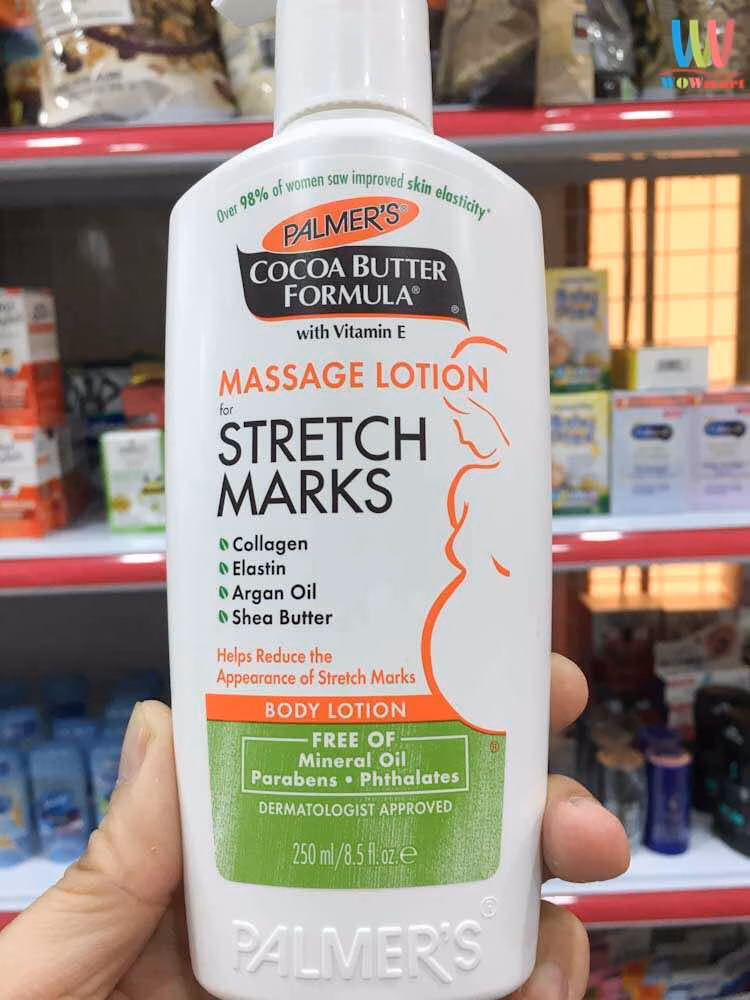 WOWmart
Over 98% of women saw improved skin elasticity*
PALMER'S®
COCOA BUTTER
FORMULA®
®
with Vitamin E
MASSAGE LOTION
for
STRETCH
MARKS
Collagen
Elastin
Argan Oil
Shea Butter
Helps Reduce the
Appearance of Stretch Marks
BODY LOTION
FREE OF
Mineral Oil
Parabens • Phthalates
DERMATOLOGIST APPROVED
250 ml/8.5 fl.oz.℮
PALMER'S®